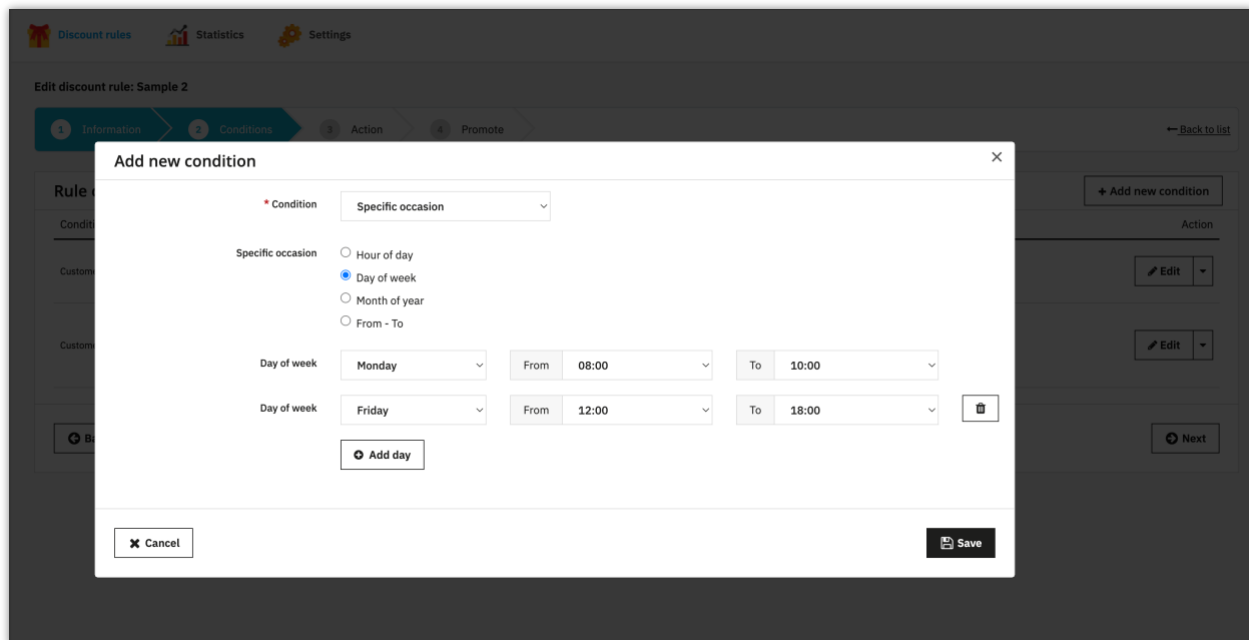 Discount rules Statistics Settings
Edit discount rule: Sample 2
1 Information 2 Conditions 3 Action 4 Promote Back to list
Add new condition ×
Rule + Add new condition
* Condition Specific occasion
Action
Specific occasion Hour of day
Day of week
Edit
Month of year
From - To
Edit
Day of week Monday From 08:00 To 10:00
Day of week Friday From 12:00 To 18:00
Next
Add day
Cancel Save